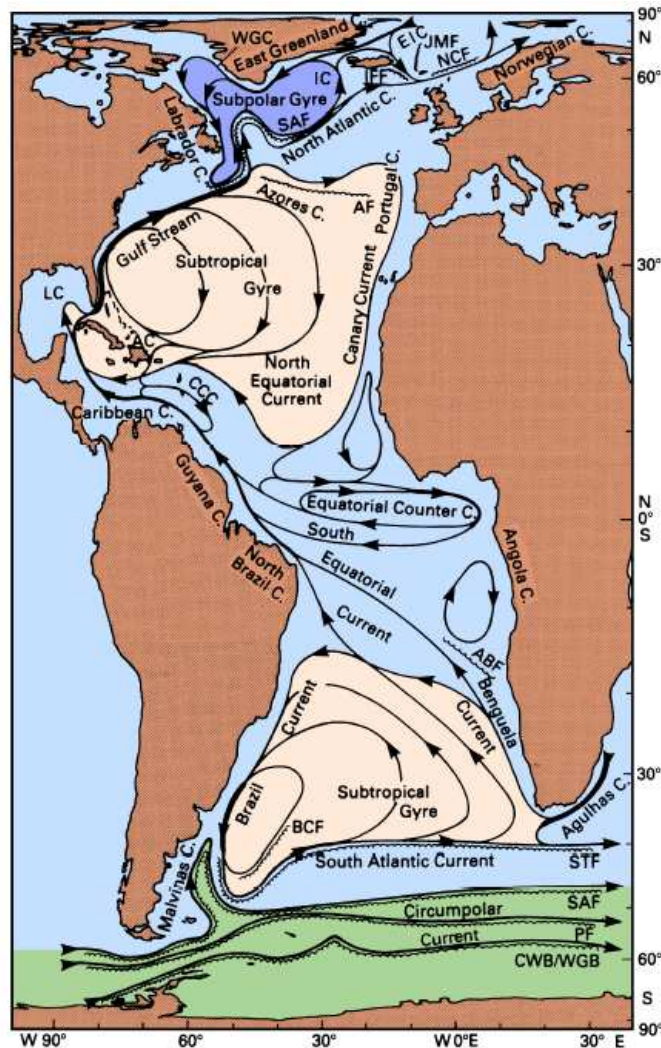 90°
N
60°
30°
N
0°
S
30°
60°
S
90°
W 90°
60°
30°
W 0°E
30° E
WGC
East Greenland C.
EIC
JMF
NCF
Norwegian C.
IC
IFF
Subpolar Gyre
SAF
North Atlantic C.
Labrador C.
Azores C.
AF
Portugal C.
Gulf Stream
Subtropical
Gyre
Canary Current
LC
AC
North
Equatorial
Current
CCC
Caribbean C.
Guyana C.
Equatorial Counter C.
South
Equatorial
Current
North
Brazil C.
Angola C.
ABF
Benguela
Current
Current
Brazil
Subtropical
Gyre
BCF
Agulhas C.
South Atlantic Current
STF
Malvinas C.
SAF
Circumpolar
PF
Current
CWB/WGB